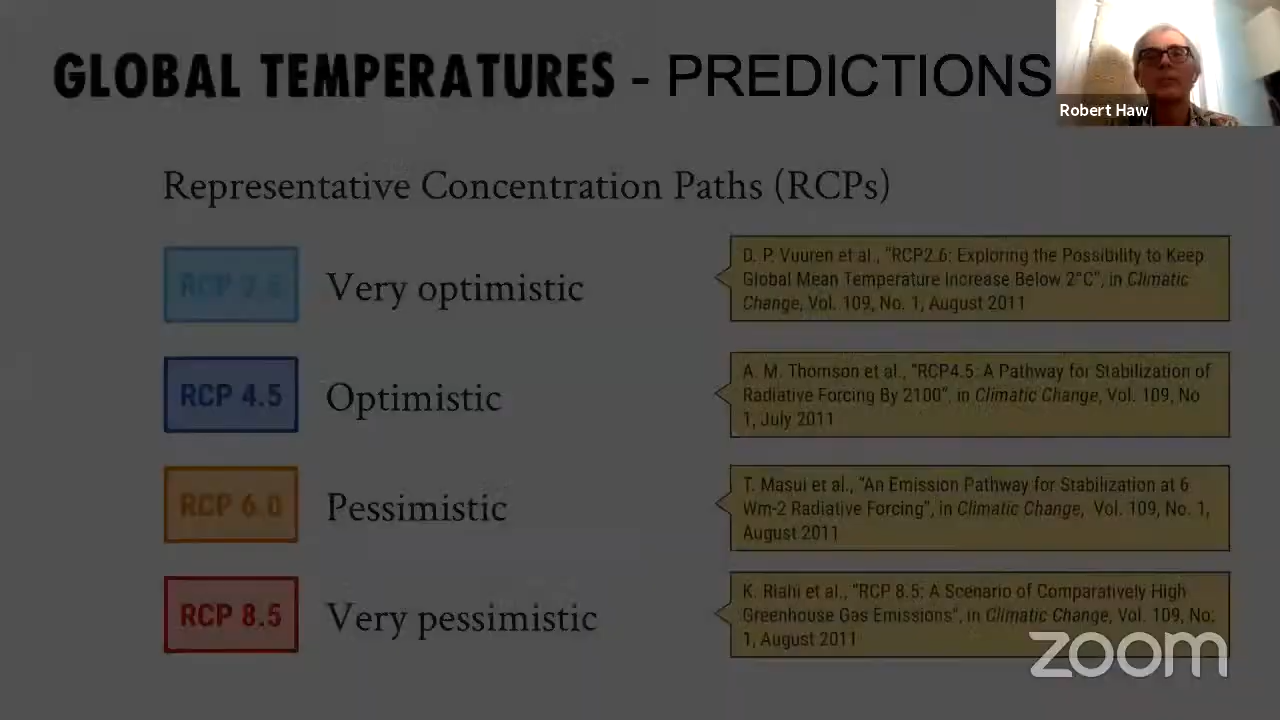 GLOBAL TEMPERATURES - PREDICTIONS
Robert Haw
Representative Concentration Paths (RCPs)
RCP 2.6
Very optimistic
D. P. Vuuren et al., “RCP2.6: Exploring the Possibility to Keep
Global Mean Temperature Increase Below 2°C”, in Climatic
Change, Vol. 109, No. 1, August 2011
RCP 4.5
Optimistic
A. M. Thomson et al., “RCP4.5: A Pathway for Stabilization of
Radiative Forcing By 2100”, in Climatic Change, Vol. 109, No
1, July 2011
RCP 6.0
Pessimistic
T. Masui et al., “An Emission Pathway for Stabilization at 6
Wm-2 Radiative Forcing”, in Climatic Change, Vol. 109, No. 1,
August 2011
RCP 8.5
Very pessimistic
K. Riahi et al., “RCP 8.5: A Scenario of Comparatively High
Greenhouse Gas Emissions”, in Climatic Change, Vol. 109, No.
1, August 2011
zoom